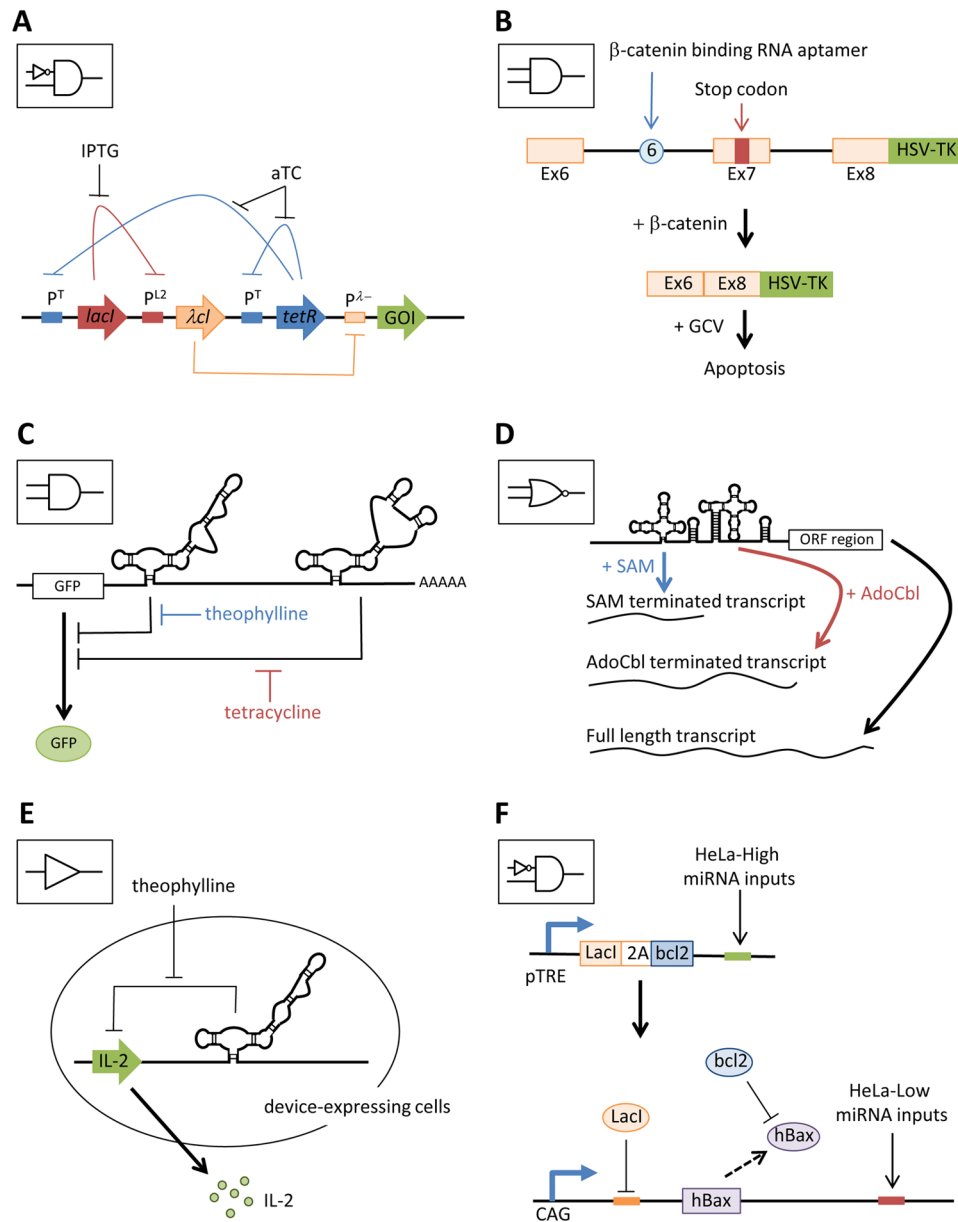 A
IPTG
aTC
P^T
lacI
P^L2
λcI
P^T
tetR
P^λ−
GOI
B
β-catenin binding RNA aptamer
Stop codon
6
HSV-TK
Ex6
Ex7
Ex8
+ β-catenin
Ex6
Ex8
HSV-TK
+ GCV
Apoptosis
C
GFP
AAAAA
theophylline
tetracycline
GFP
D
ORF region
+ SAM
SAM terminated transcript
+ AdoCbl
AdoCbl terminated transcript
Full length transcript
E
theophylline
IL-2
device-expressing cells
IL-2
F
HeLa-High
miRNA inputs
LacI
2A
bcl2
pTRE
bcl2
HeLa-Low
miRNA inputs
LacI
hBax
hBax
CAG